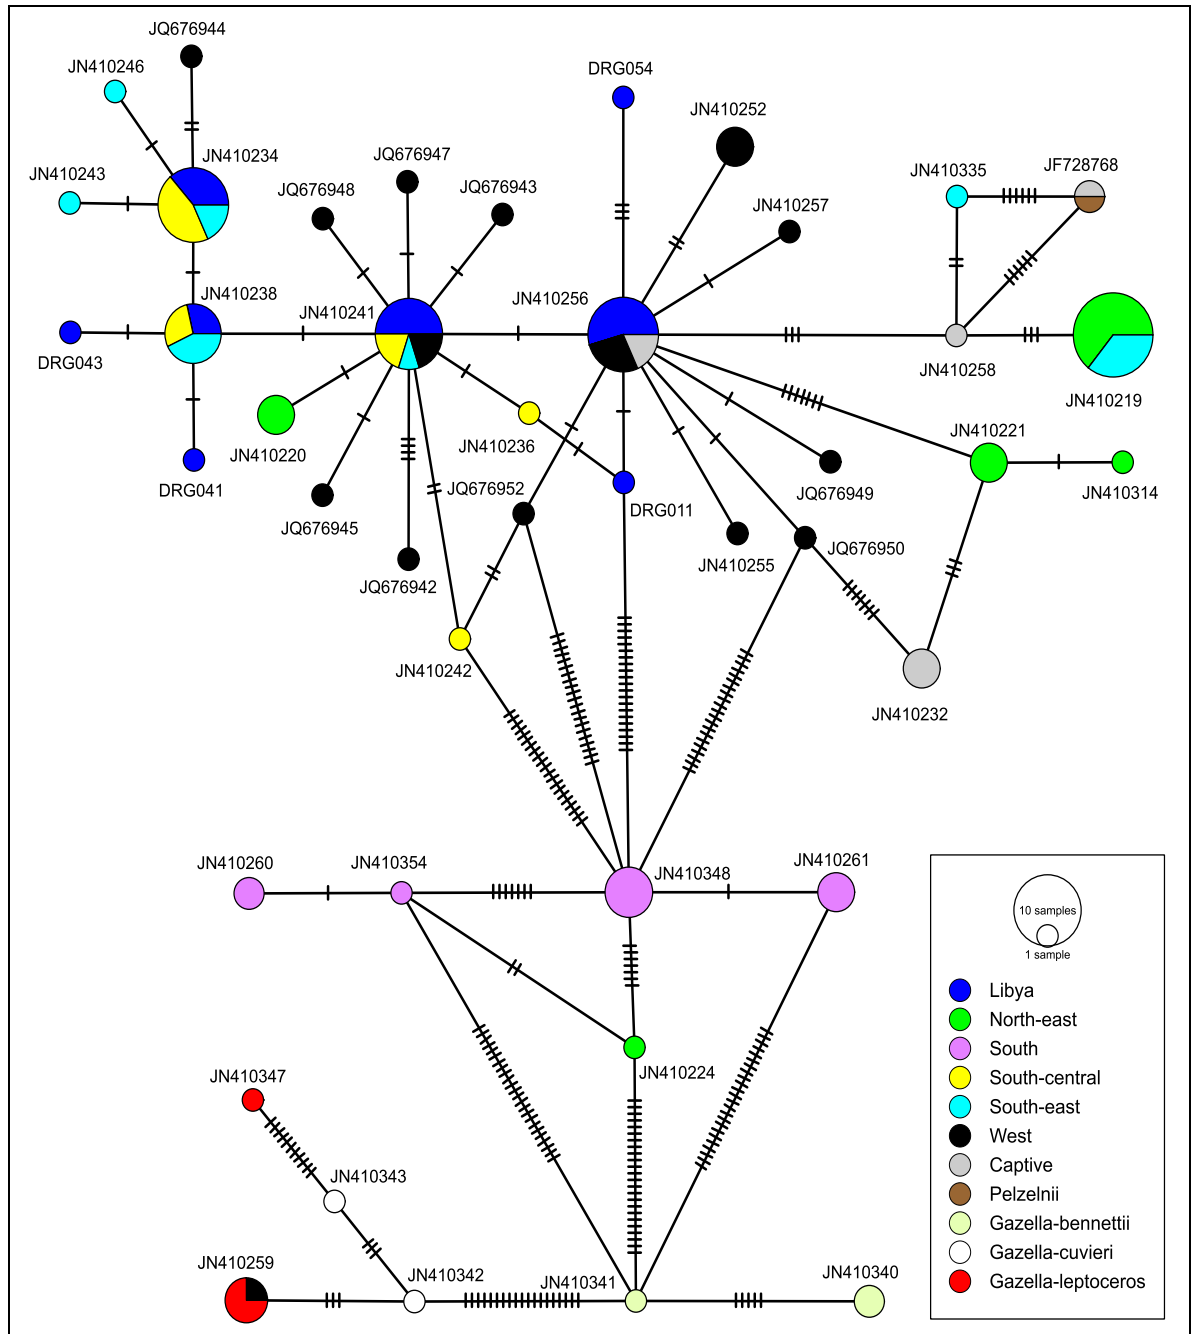 JQ676944
JN410246
DRG054
JN410252
JN410234
JQ676947
JN410335
JF728768
JN410243
JQ676948
JQ676943
JN410257
JN410238
JN410241
JN410256
DRG043
JN410258
JN410219
JN410220
JN410236
JN410221
DRG041
JQ676952
DRG011
JQ676949
JN410314
JQ676945
JQ676942
JN410255
JQ676950
JN410242
JN410232
JN410260
JN410354
JN410348
JN410261
JN410224
JN410347
JN410343
JN410259
JN410342
JN410341
JN410340
10 samples
1 sample
Libya
North-east
South
South-central
South-east
West
Captive
Pelzelnii
Gazella-bennettii
Gazella-cuvieri
Gazella-leptoceros